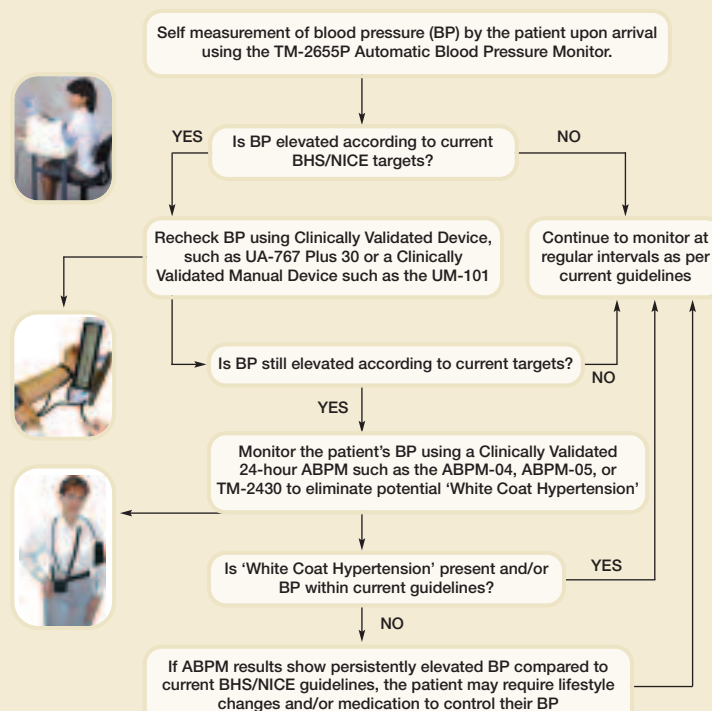 Self measurement of blood pressure (BP) by the patient upon arrival
using the TM-2655P Automatic Blood Pressure Monitor.
YES
Is BP elevated according to current
BHS/NICE targets?
NO
Recheck BP using Clinically Validated Device,
such as UA-767 Plus 30 or a Clinically
Validated Manual Device such as the UM-101
Continue to monitor at
regular intervals as per
current guidelines
Is BP still elevated according to current targets?
NO
YES
Monitor the patient's BP using a Clinically Validated
24-hour ABPM such as the ABPM-04, ABPM-05, or
TM-2430 to eliminate potential 'White Coat Hypertension'
Is 'White Coat Hypertension' present and/or
BP within current guidelines?
YES
NO
If ABPM results show persistently elevated BP compared to
current BHS/NICE guidelines, the patient may require lifestyle
changes and/or medication to control their BP